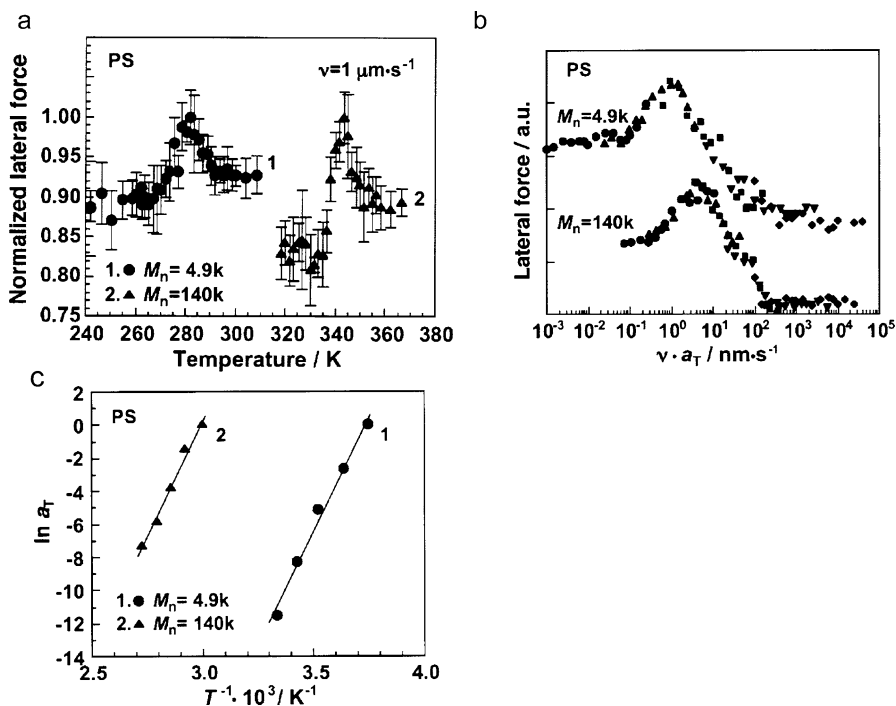 a
PS
ν=1 μm·s⁻¹
Normalized lateral force
1.00
0.95
0.90
0.85
0.80
0.75
1
2
1.● Mn= 4.9k
2.▲ Mn=140k
240 260 280 300 320 340 360 380
Temperature / K
b
PS
Mn=4.9k
Mn=140k
Lateral force / a.u.
10⁻³ 10⁻² 10⁻¹ 10⁰ 10¹ 10² 10³ 10⁴ 10⁵
ν·aT / nm·s⁻¹
c
PS
2
1
ln aT
2
0
-2
-4
-6
-8
-10
-12
-14
1.● Mn= 4.9k
2.▲ Mn= 140k
2.5 3.0 3.5 4.0
T⁻¹·10³/ K⁻¹